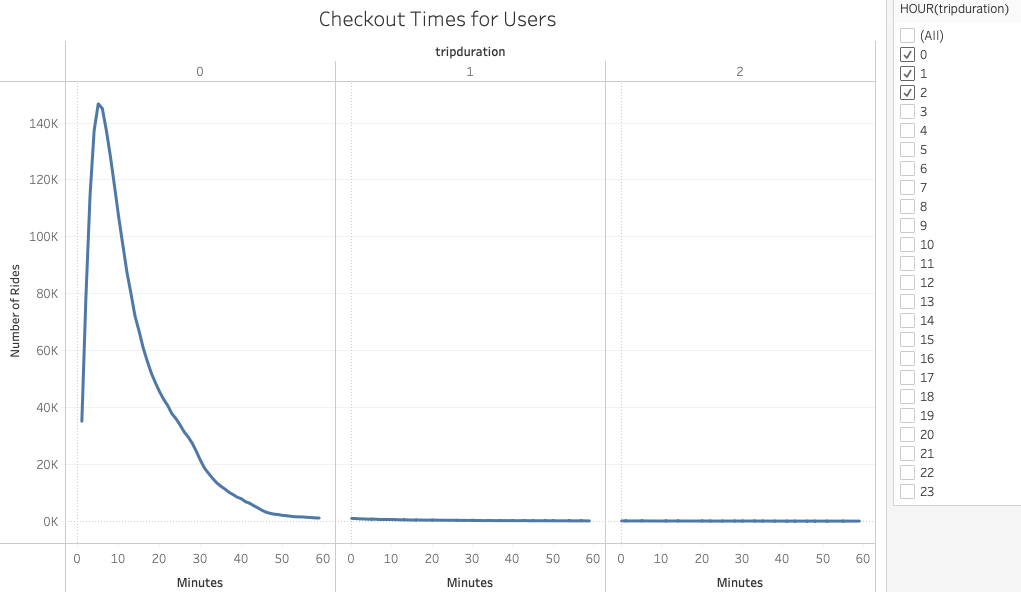 Checkout Times for Users
tripduration
0 1 2
140K
120K
100K
80K
60K
40K
20K
0K
Number of Rides
0 10 20 30 40 50 60 0 10 20 30 40 50 60 0 10 20 30 40 50 60
Minutes Minutes Minutes
HOUR(tripduration)
(All)
0
1
2
3
4
5
6
7
8
9
10
11
12
13
14
15
16
17
18
19
20
21
22
23